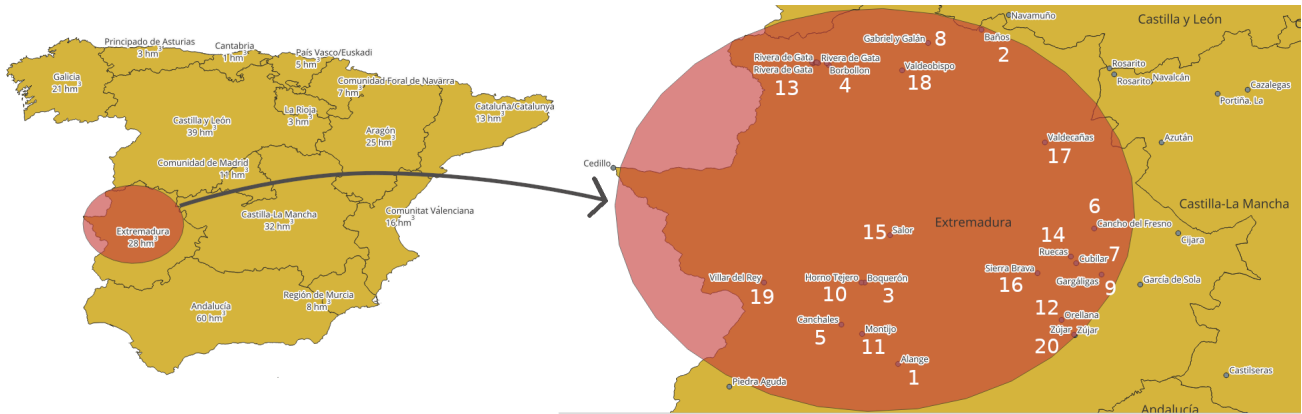 Principado de Asturias
3 hm³
Cantabria
1 hm³
País Vasco/Euskadi
5 hm³
Galicia
21 hm³
Comunidad Foral de Navarra
7 hm³
La Rioja
3 hm³
Cataluña/Catalunya
13 hm³
Castilla y León
39 hm³
Aragón
25 hm³
Comunidad de Madrid
11 hm³
Extremadura
28 hm³
Castilla-La Mancha
32 hm³
Comunitat Valenciana
16 hm³
Andalucía
60 hm³
Región de Murcia
8 hm³
Navamuño
Castilla y León
Gabriel y Galán
8
Baños
2
Rivera de Gata
Rivera de Gata
Rivera de Gata
13
Borbollon
4
Valdeobispo
18
Rosarito
Rosarito
Navalcán
Cazalegas
Portiña, La
Valdecañas
17
Azután
Cedillo
Castilla-La Mancha
Extremadura
6
Cancho del Fresno
15
Salor
14
Cijara
Ruecas
7
Cubilar
Sierra Brava
16
Gargáligas
9
García de Sola
Villar del Rey
19
Horno Tejero
10
Boquerón
3
12
Orellana
Canchales
5
Montijo
11
Zújar
Zújar
20
Alange
1
Piedra Aguda
Castilseras
Andalucía